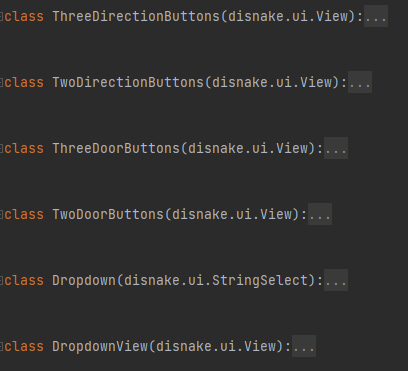 class ThreeDirectionButtons(disnake.ui.View):...
class TwoDirectionButtons(disnake.ui.View):...
class ThreeDoorButtons(disnake.ui.View):...
class TwoDoorButtons(disnake.ui.View):...
class Dropdown(disnake.ui.StringSelect):...
class DropdownView(disnake.ui.View):...